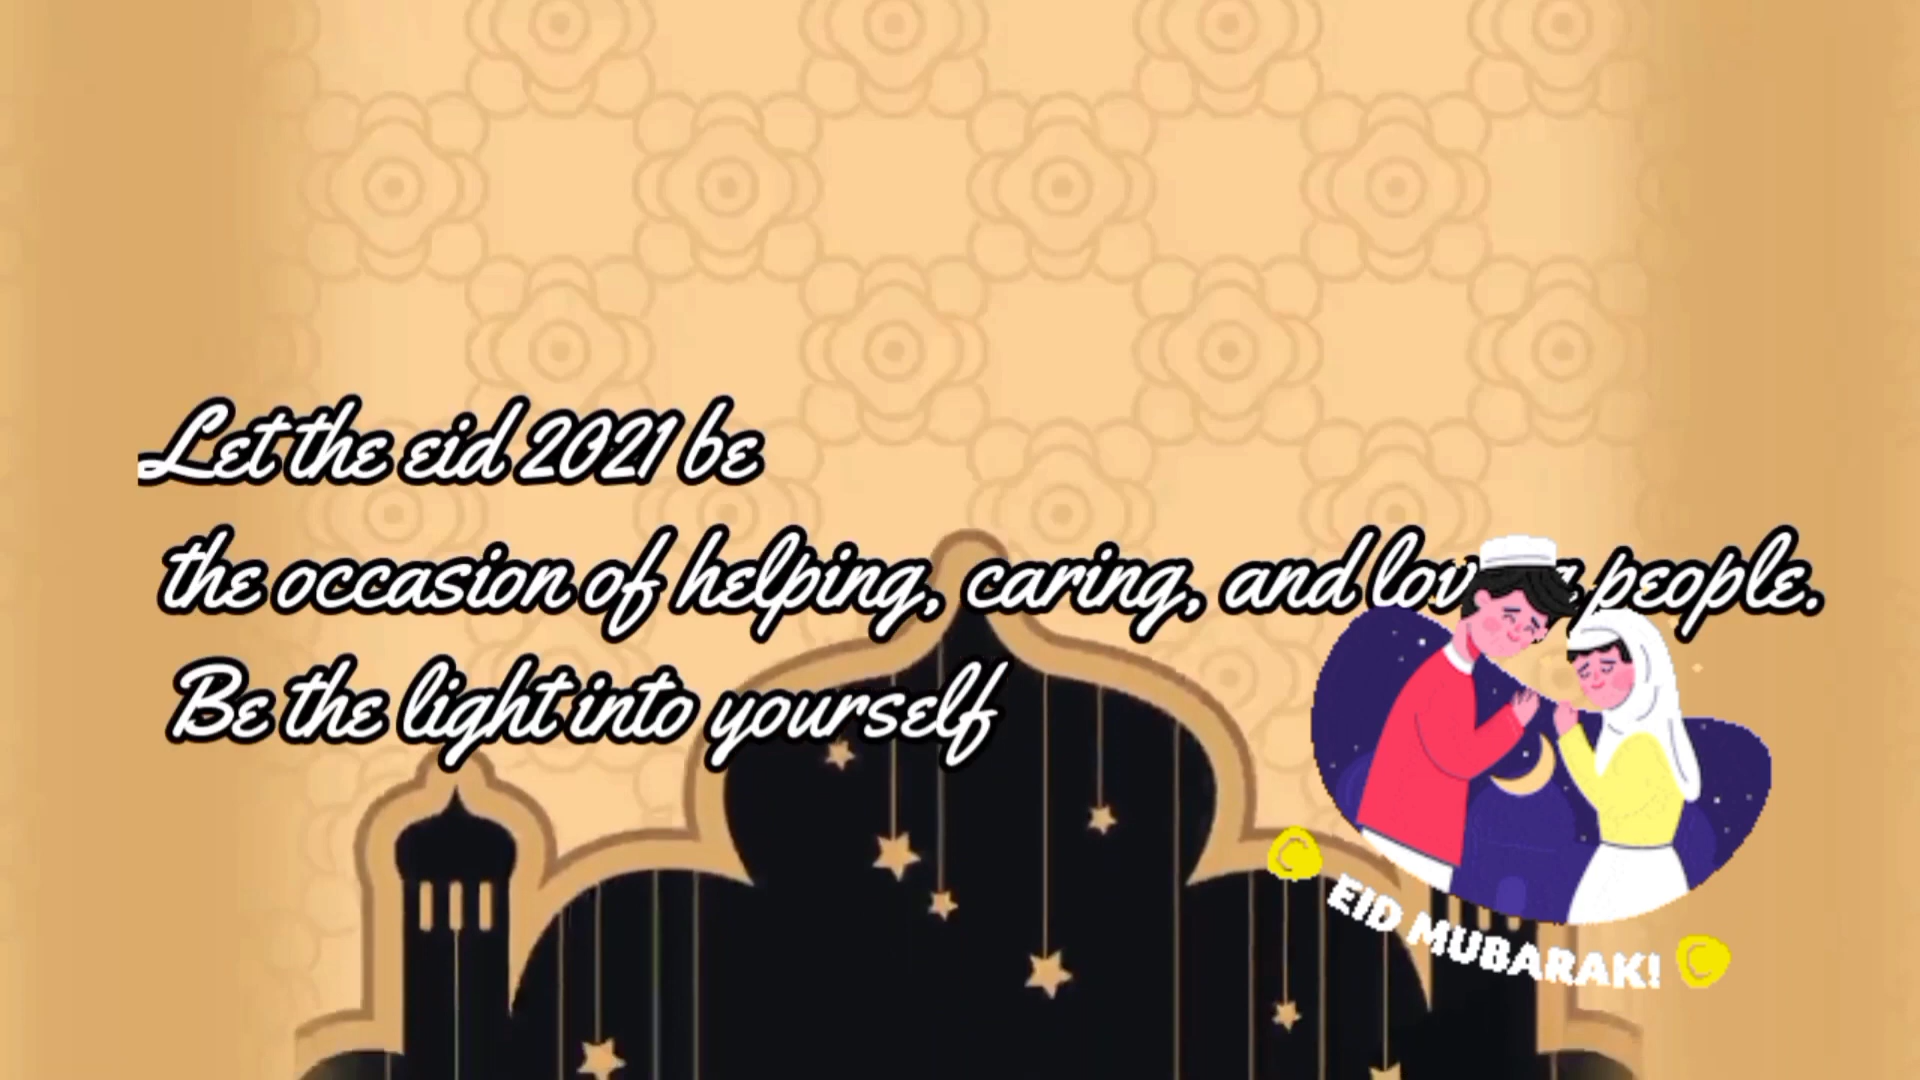 Let the eid 2021 be
the occasion of helping, caring, and people.
Be the light into yourself
EID MUBARAK!